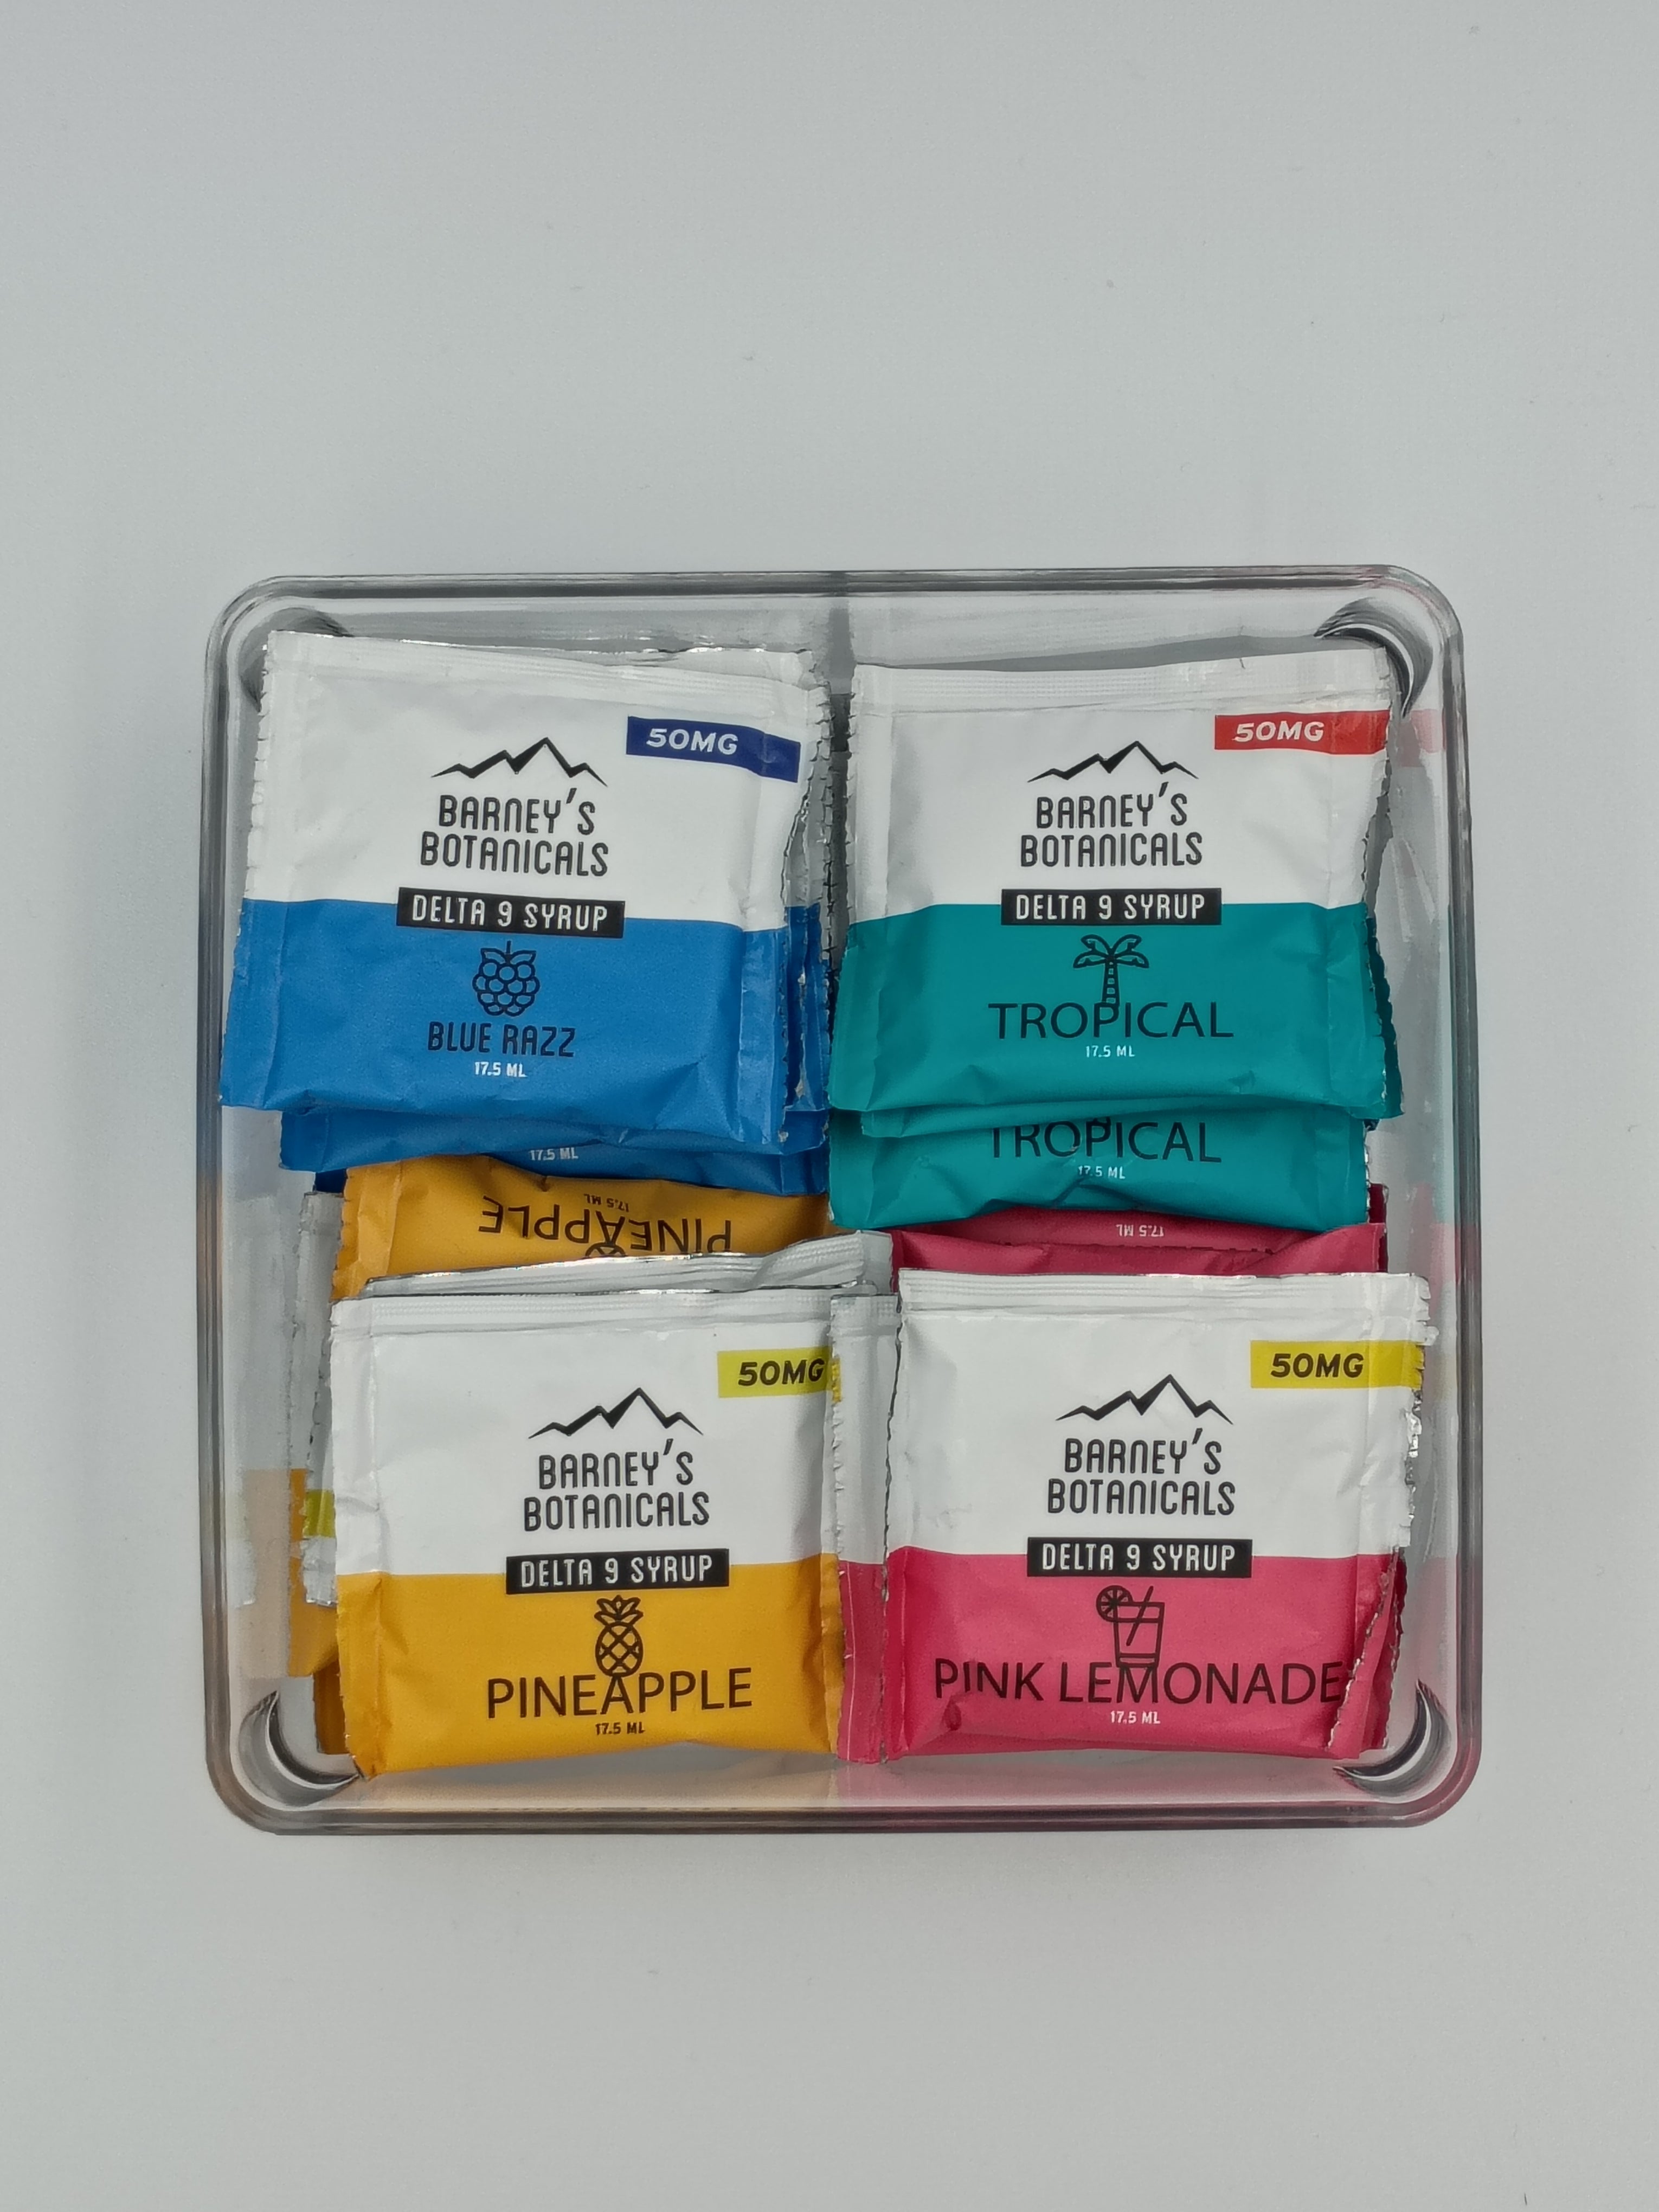 50MG
BARNEY'S
BOTANICALS
DELTA 9 SYRUP
BLUE RAZZ
17.5 ML
17.5 ML
50MG
BARNEY'S
BOTANICALS
DELTA 9 SYRUP
TROPICAL
17.5 ML
TROPICAL
17.5 ML
17.5 ML
PINEAPPLE
17.5 ML
50MG
BARNEY'S
BOTANICALS
DELTA 9 SYRUP
PINEAPPLE
17.5 ML
50MG
BARNEY'S
BOTANICALS
DELTA 9 SYRUP
PINK LEMONADE
17.5 ML